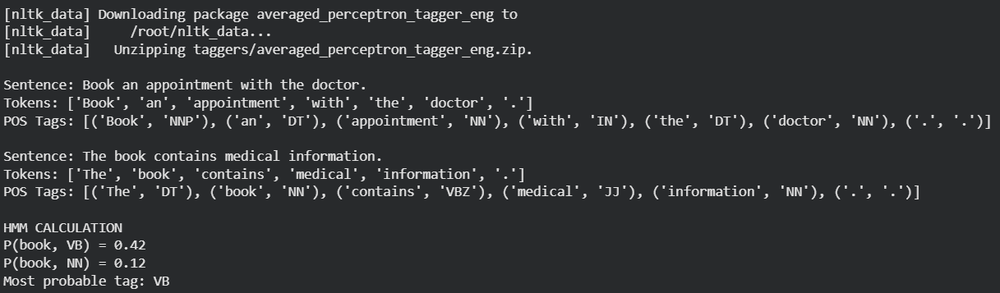 [nltk_data] Downloading package averaged_perceptron_tagger_eng to
[nltk_data]     /root/nltk_data...
[nltk_data]   Unzipping taggers/averaged_perceptron_tagger_eng.zip.
Sentence: Book an appointment with the doctor.
Tokens: ['Book', 'an', 'appointment', 'with', 'the', 'doctor', '.']
POS Tags: [('Book', 'NNP'), ('an', 'DT'), ('appointment', 'NN'), ('with', 'IN'), ('the', 'DT'), ('doctor', 'NN'), ('.', '.')]
Sentence: The book contains medical information.
Tokens: ['The', 'book', 'contains', 'medical', 'information', '.']
POS Tags: [('The', 'DT'), ('book', 'NN'), ('contains', 'VBZ'), ('medical', 'JJ'), ('information', 'NN'), ('.', '.')]
HMM CALCULATION
P(book, VB) = 0.42
P(book, NN) = 0.12
Most probable tag: VB